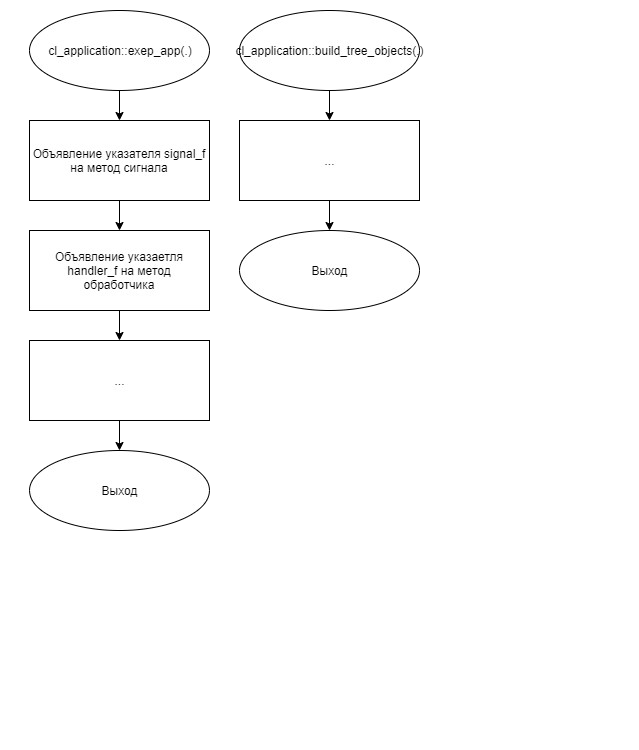 cl_application::exep_app(.)
Объявление указателя signal_f
на метод сигнала
Объявление указаетля
handler_f на метод
обработчика
...
Выход
cl_application::build_tree_objects(.)
...
Выход